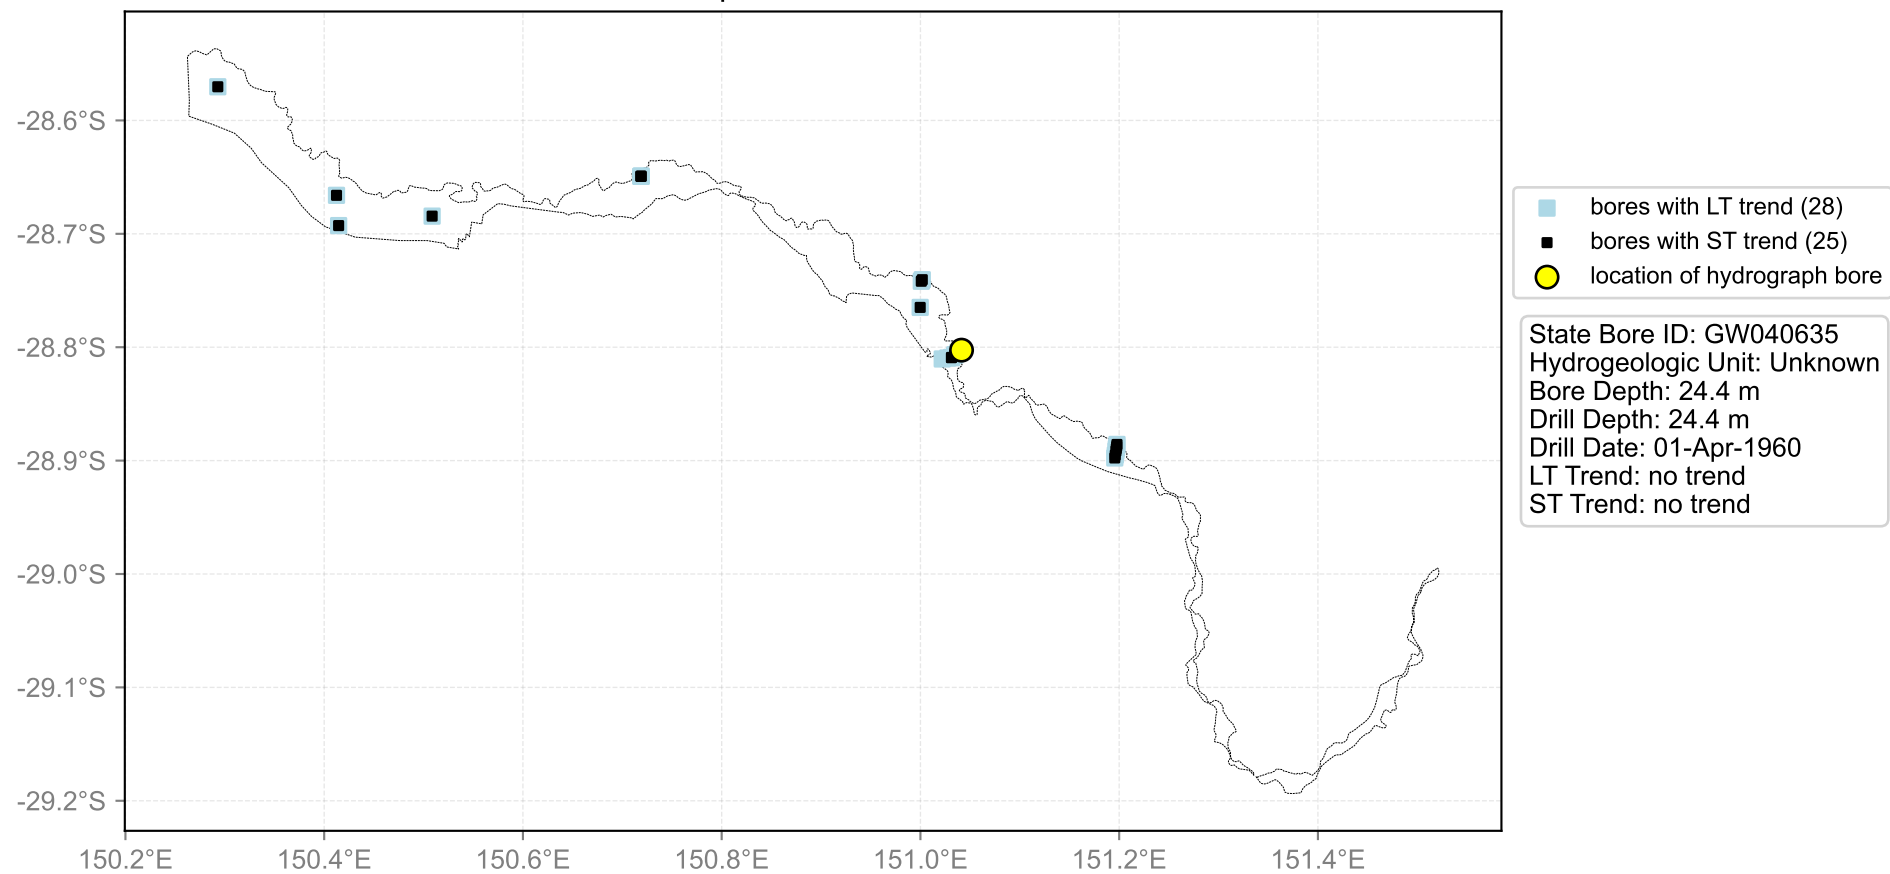 -28.6°S
-28.7°S
-28.8°S
-28.9°S
-29.0°S
-29.1°S
-29.2°S
150.2°E
150.4°E
150.6°E
150.8°E
151.0°E
151.2°E
151.4°E
bores with LT trend (28)
bores with ST trend (25)
location of hydrograph bore
State Bore ID: GW040635
Hydrogeologic Unit: Unknown
Bore Depth: 24.4 m
Drill Depth: 24.4 m
Drill Date: 01-Apr-1960
LT Trend: no trend
ST Trend: no trend